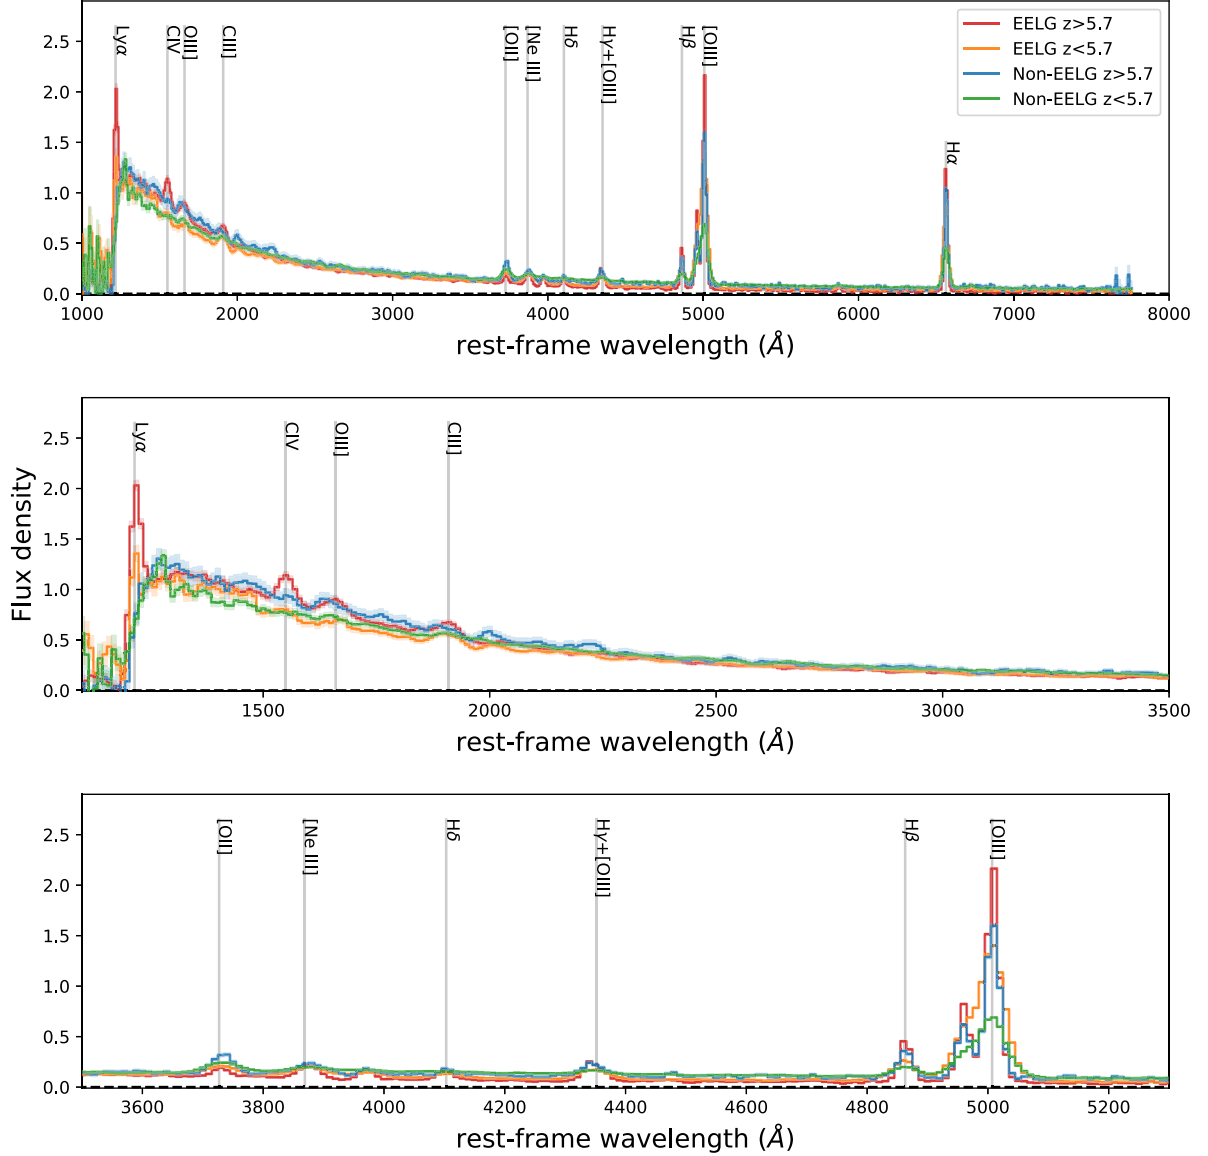 Lyα
CIV
OIII]
CIII]
[OII]
[Ne III]
Hδ
Hγ+[OIII]
Hβ
[OIII]
Hα
EELG z>5.7
EELG z<5.7
Non-EELG z>5.7
Non-EELG z<5.7
2.5
2.0
1.5
1.0
0.5
0.0
1000 2000 3000 4000 5000 6000 7000 8000
rest-frame wavelength (Å)
Flux density
Lyα
CIV
OIII]
CIII]
2.5
2.0
1.5
1.0
0.5
0.0
1500 2000 2500 3000 3500
rest-frame wavelength (Å)
[OII]
[Ne III]
Hδ
Hγ+[OIII]
Hβ
[OIII]
2.5
2.0
1.5
1.0
0.5
0.0
3600 3800 4000 4200 4400 4600 4800 5000 5200
rest-frame wavelength (Å)